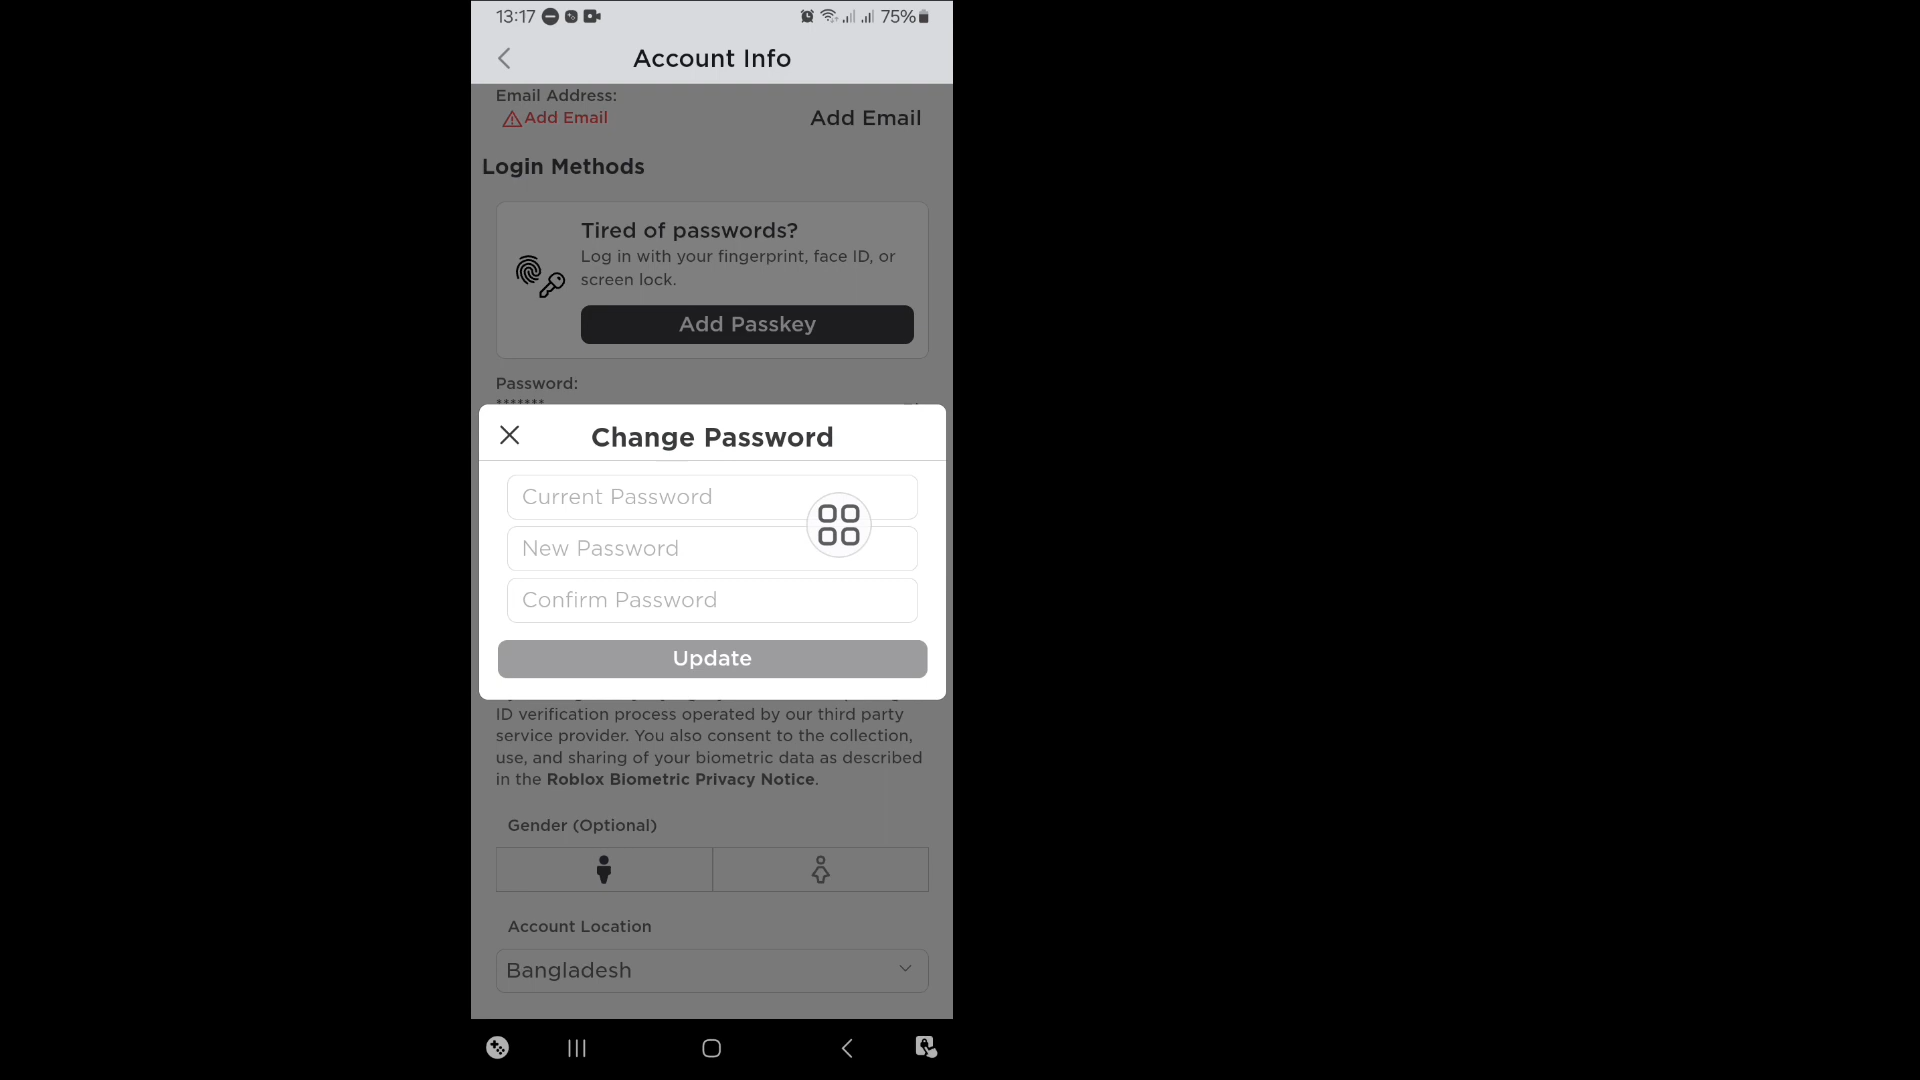 13:17
75%
Account Info
Email Address:
Add Email
Add Email
Login Methods
Tired of passwords?
Log in with your fingerprint, face ID, or
screen lock.
Add Passkey
Password:
*******
Change Password
Current Password
New Password
Confirm Password
Update
ID verification process operated by our third party
service provider. You also consent to the collection,
use, and sharing of your biometric data as described
in the Roblox Biometric Privacy Notice.
Gender (Optional)
Account Location
Bangladesh